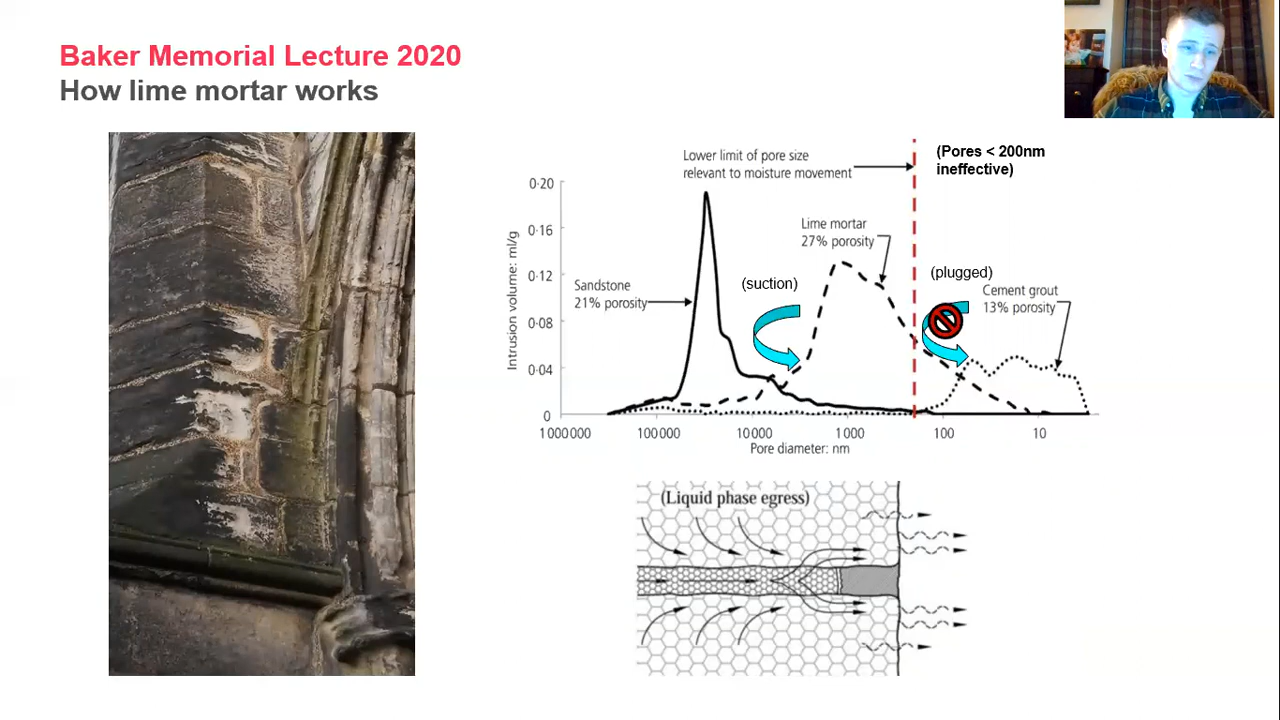 Baker Memorial Lecture 2020
How lime mortar works
Lower limit of pore size
relevant to moisture movement
(Pores < 200nm
ineffective)
Intrusion volume: ml/g
0·20
0·16
0·12
0·08
0·04
0
Sandstone
21% porosity
(suction)
Lime mortar
27% porosity
(plugged)
Cement grout
13% porosity
1 000 000
100 000
10 000
1 000
100
10
Pore diameter: nm
(Liquid phase egress)